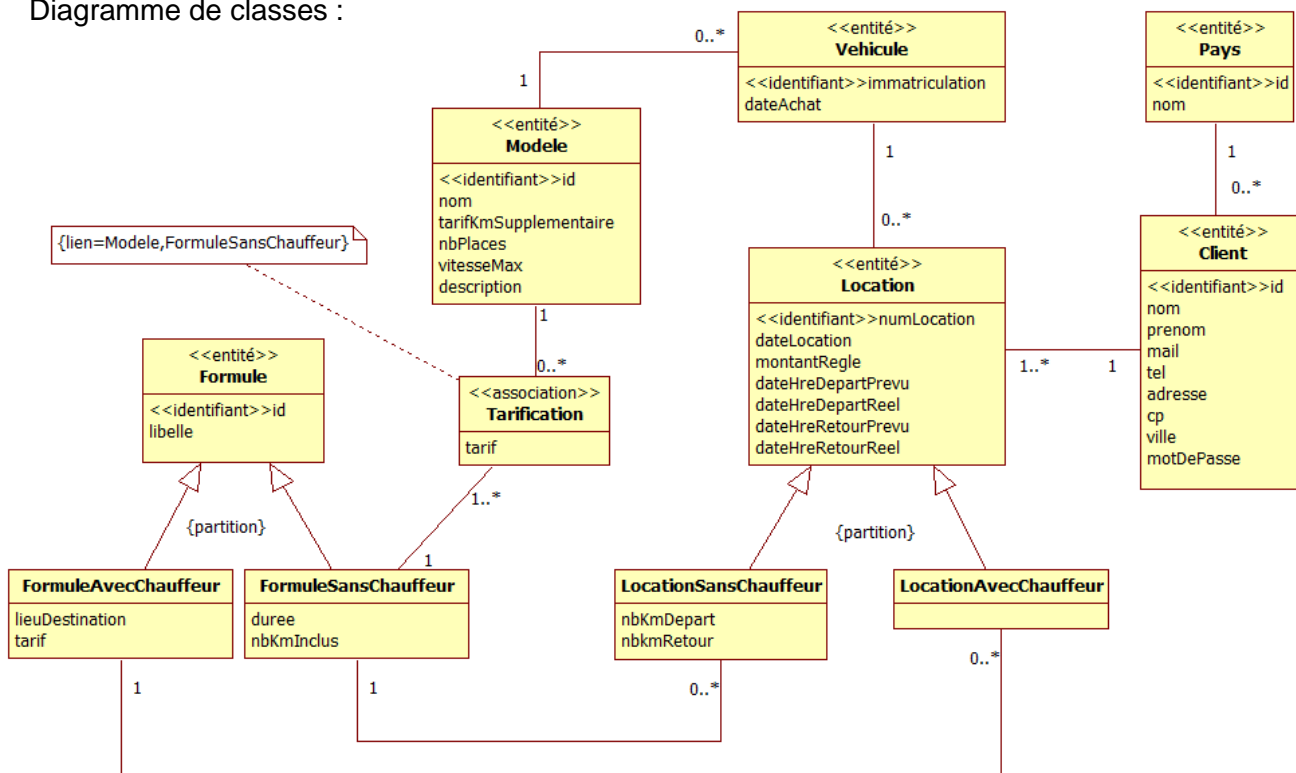 Diagramme de classes :
0..*
<<entité>>
Vehicule
<<identifiant>>immatriculation
dateAchat
<<entité>>
Pays
<<identifiant>>id
nom
1
<<entité>>
Modele
<<identifiant>>id
nom
tarifKmSupplementaire
nbPlaces
vitesseMax
description
1
0..*
1
0..*
{lien=Modele,FormuleSansChauffeur}
<<entité>>
Location
<<identifiant>>numLocation
dateLocation
montantRegle
dateHreDepartPrevu
dateHreDepartReel
dateHreRetourPrevu
dateHreRetourReel
<<entité>>
Client
<<identifiant>>id
nom
prenom
mail
tel
adresse
cp
ville
motDePasse
1..*
1
1
0..*
<<entité>>
Formule
<<identifiant>>id
libelle
<<association>>
Tarification
tarif
1..*
1
{partition}
{partition}
FormuleAvecChauffeur
lieuDestination
tarif
FormuleSansChauffeur
duree
nbKmInclus
LocationSansChauffeur
nbKmDepart
nbkmRetour
LocationAvecChauffeur
1
1
0..*
0..*